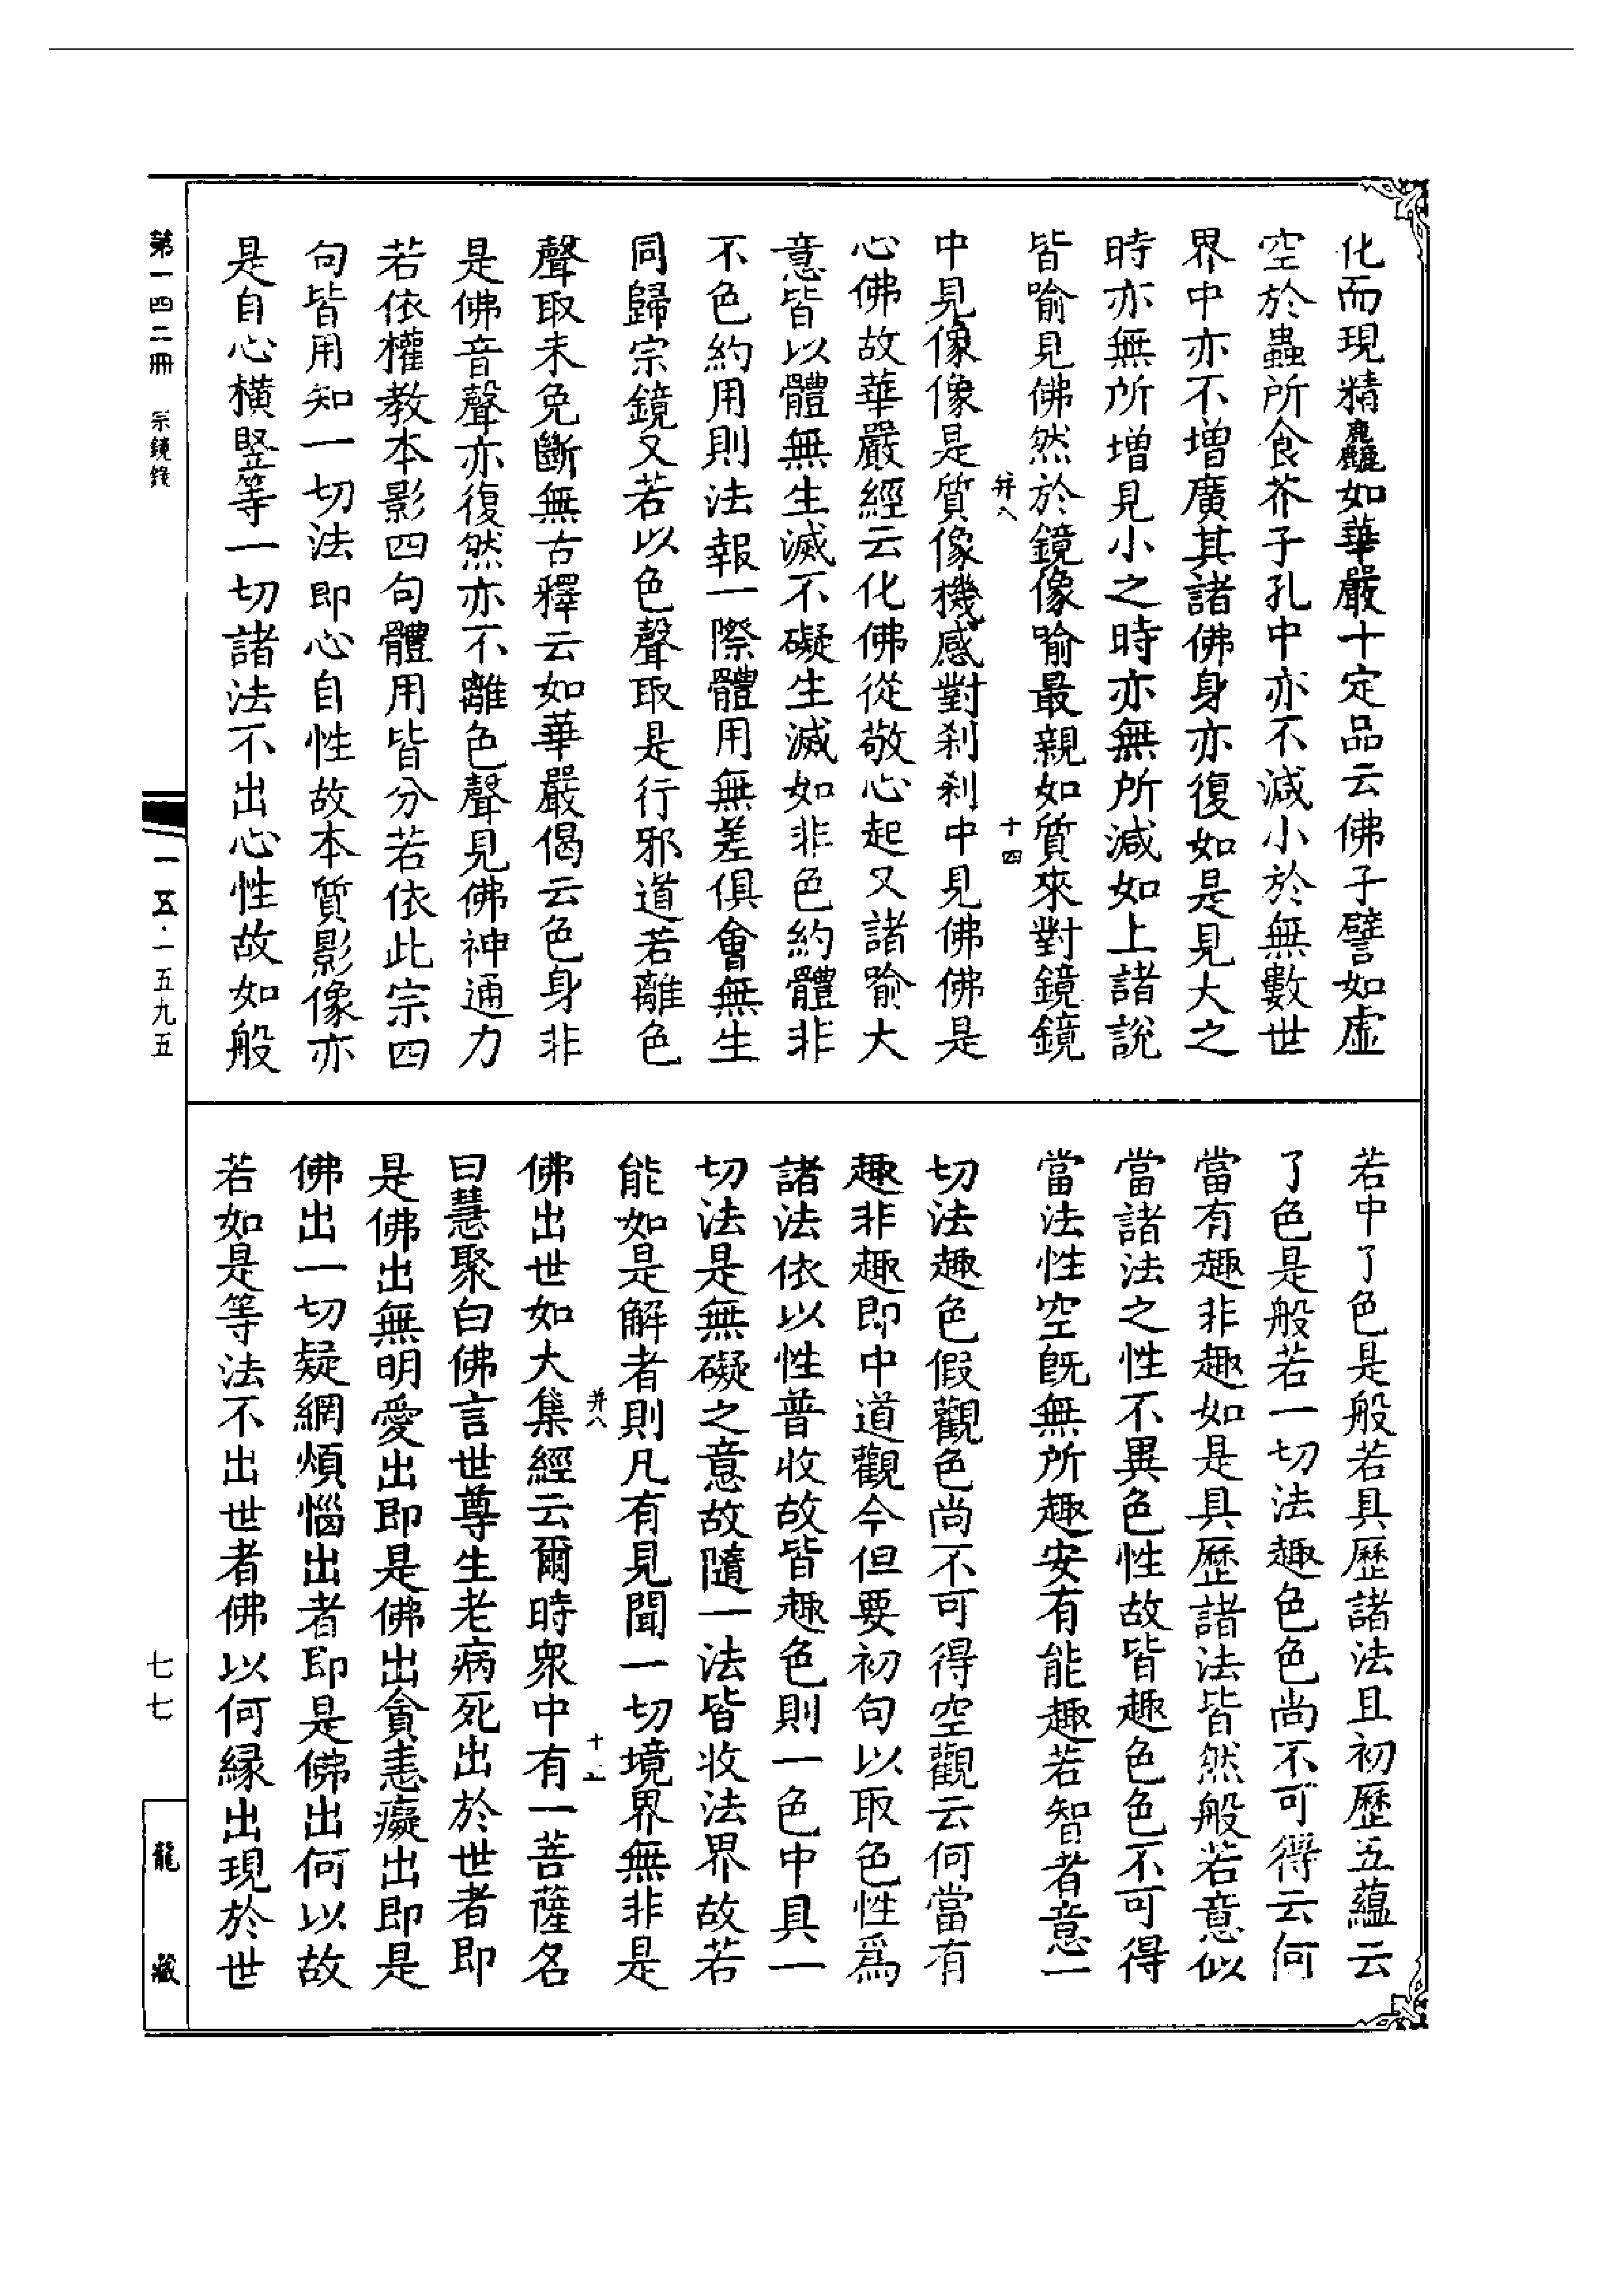 化而現精麤如華嚴十定品云佛子譬如虛
空於蟲所食芥子孔中亦不減小於無數世
界中亦不增廣其諸佛身亦復如是見大之
時亦無所增見小之時亦無所減如上諸說
皆喻見佛然於鏡像喻最親如質來對鏡鏡
并八
十四
中見像像是質像機感對刹刹中見佛佛是
心佛故華嚴經云化佛從敬心起又諸喻大
意皆以體無生滅不礙生滅如非色約體非
不色約用則法報一際體用無差俱會無生
同歸宗鏡又若以色聲取是行邪道若離色
聲取未免斷無古釋云如華嚴偈云色身非
是佛音聲亦復然亦不離色聲見佛神通力
若依權教本影四句體用皆分若依此宗四
句皆用知一切法即心自性故本質影像亦
是自心橫竪等一切諸法不出心性故如般
若中了色是般若具歷諸法且初歷五蘊云
了色是般若一切法趣色色尚不可得云何
當有趣非趣如是具歷諸法皆然般若意似
當諸法之性不異色性故皆趣色色不可得
當法性空旣無所趣安有能趣若智者意一
切法趣色假觀色尚不可得空觀云何當有
趣非趣即中道觀今但要初句以取色性爲
諸法依以性普收故皆趣色則一色中具一
切法是無礙之意故隨一法皆收法界故若
能如是解者則凡有見聞一切境界無非是
并八
佛出世如大集經云爾時衆中有一菩薩名
曰慧聚白佛言世尊生老病死出於世者即
是佛出無明愛出即是佛出貪恚癡出即是
佛出一切疑網煩惱出者即是佛出何以故
若如是等法不出世者佛以何緣出現於世
第一四二冊 宗鏡錄
一五·一五九五
七七
龍藏